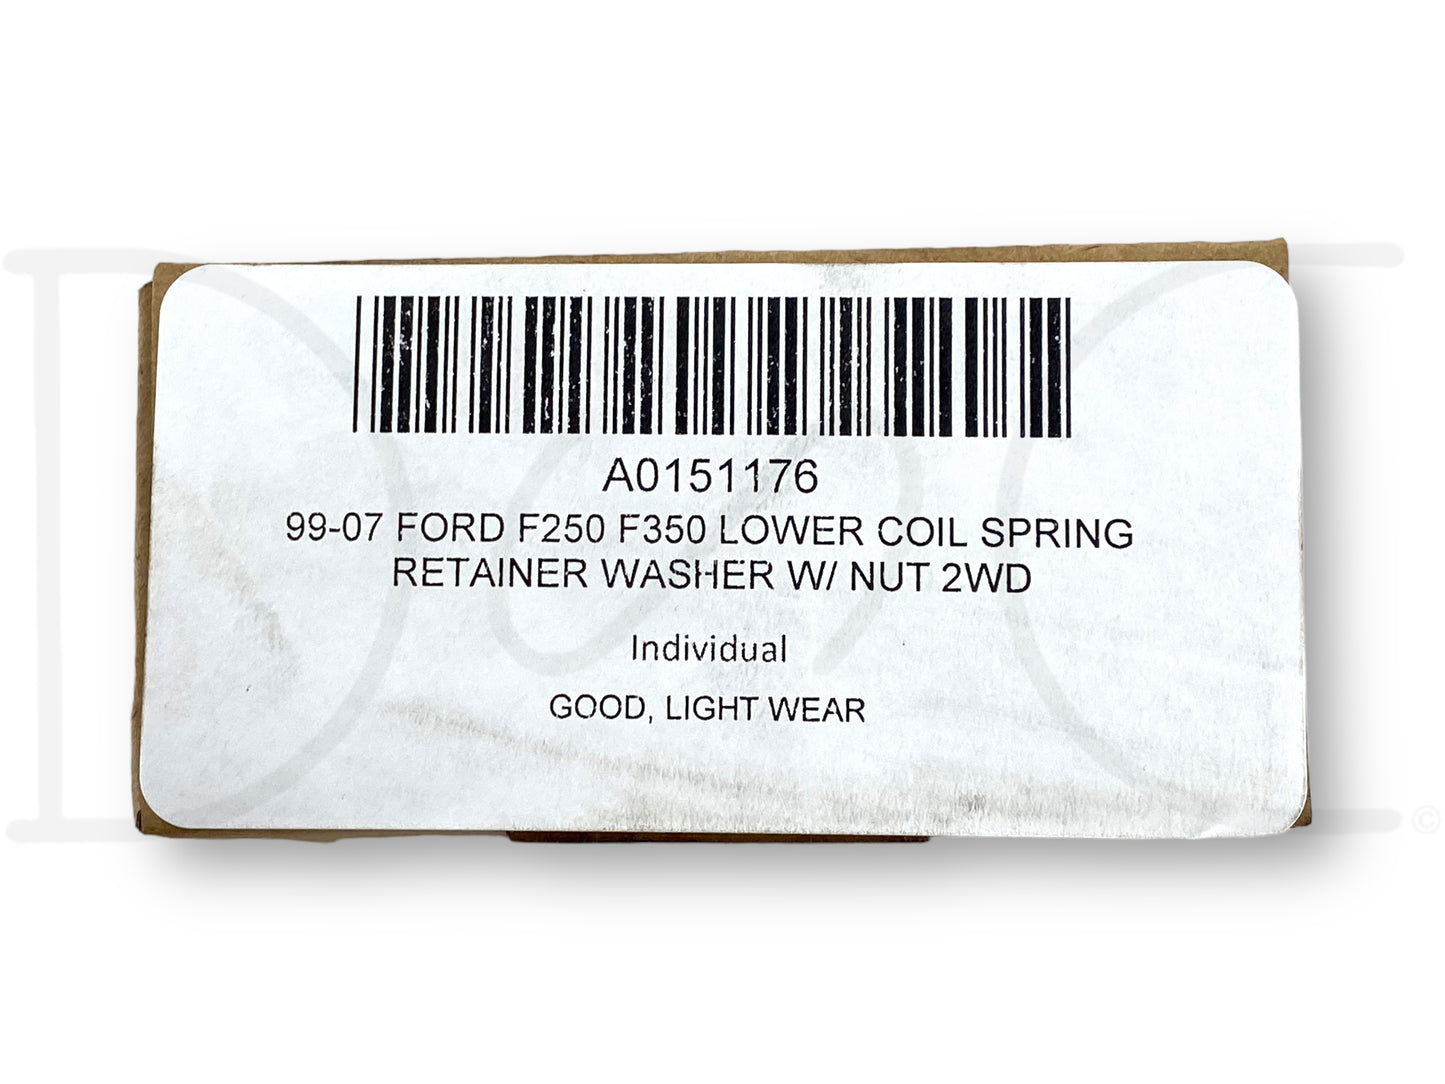 A0151176
99-07 FORD F250 F350 LOWER COIL SPRING
RETAINER WASHER W/ NUT 2WD
Individual
GOOD, LIGHT WEAR
©